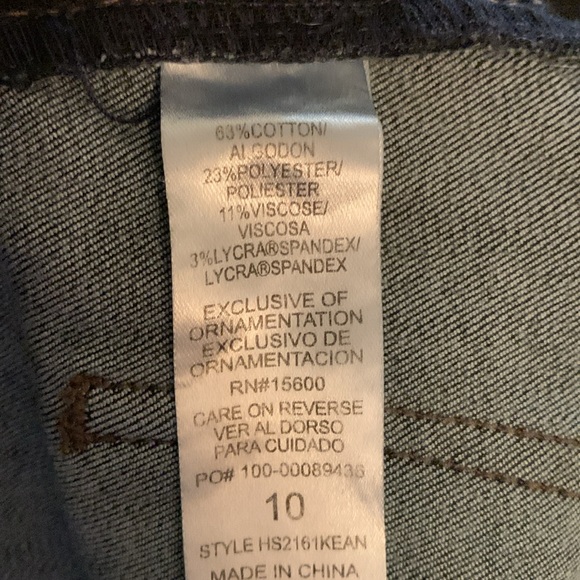 63%COTTON/
ALGODON
23%POLYESTER/
POLIESTER
11%VISCOSE/
VISCOSA
3%LYCRA®SPANDEX/
LYCRA®SPANDEX
EXCLUSIVE OF
ORNAMENTATION
EXCLUSIVO DE
ORNAMENTACION
RN#15600
CARE ON REVERSE
VER AL DORSO
PARA CUIDADO
PO# 100-00089436
10
STYLE HS2161KEAN
MADE IN CHINA